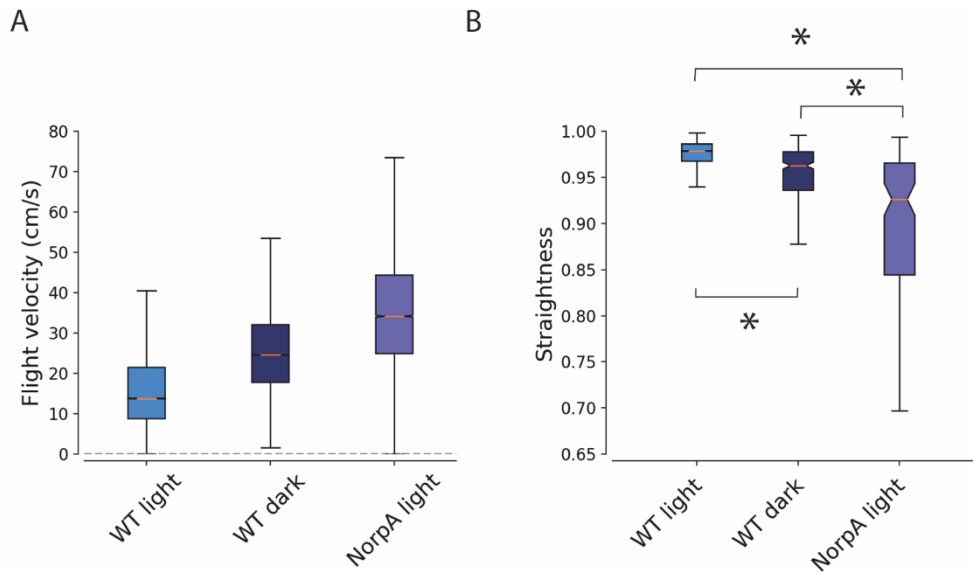 A
Flight velocity (cm/s)
80
70
60
50
40
30
20
10
0
WT light
WT dark
NorpA light
B
*
*
Straightness
1.00
0.95
0.90
0.85
0.80
0.75
0.70
0.65
*
WT light
WT dark
NorpA light